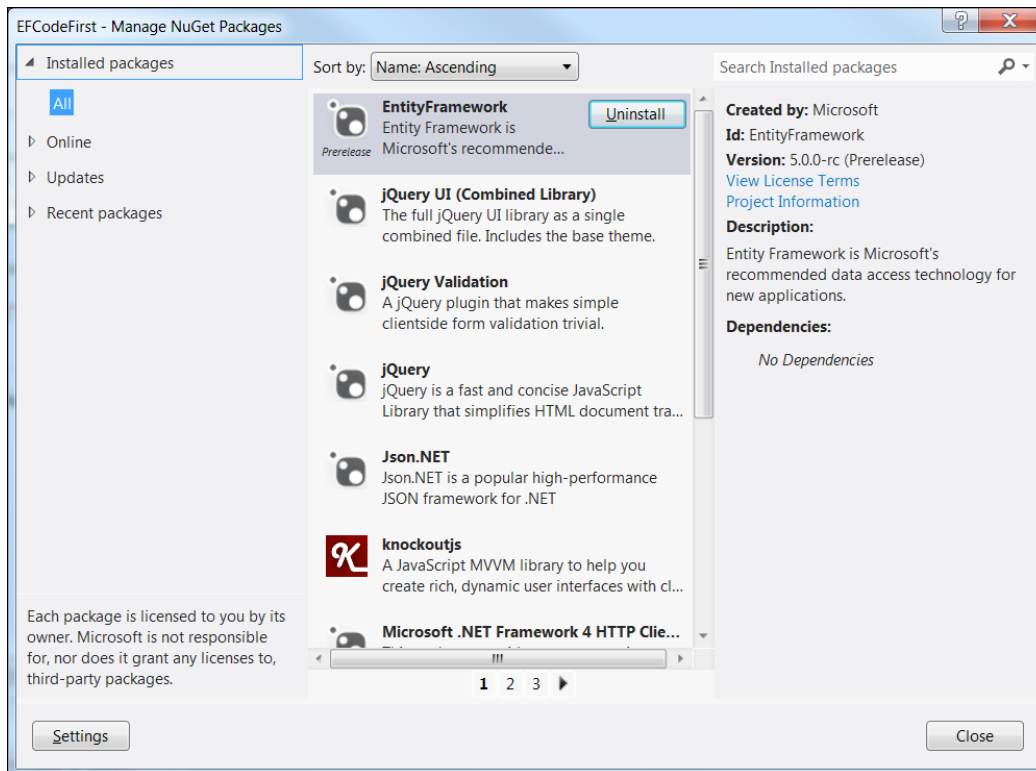 EFCodeFirst - Manage NuGet Packages
Installed packages
All
Online
Updates
Recent packages
Each package is licensed to you by its
owner. Microsoft is not responsible
for, nor does it grant any licenses to,
third-party packages.
Settings
Sort by: Name: Ascending
EntityFramework
Entity Framework is
Microsoft's recommende...
Prerelease
Uninstall
jQuery UI (Combined Library)
The full jQuery UI library as a single
combined file. Includes the base theme.
jQuery Validation
A jQuery plugin that makes simple
clientside form validation trivial.
jQuery
jQuery is a fast and concise JavaScript
Library that simplifies HTML document tra...
Json.NET
Json.NET is a popular high-performance
JSON framework for .NET
knockoutjs
A JavaScript MVVM library to help you
create rich, dynamic user interfaces with cl...
Microsoft .NET Framework 4 HTTP Clie...
1 2 3
Search Installed packages
Created by: Microsoft
Id: EntityFramework
Version: 5.0.0-rc (Prerelease)
View License Terms
Project Information
Description:
Entity Framework is Microsoft's
recommended data access technology for
new applications.
Dependencies:
No Dependencies
Close